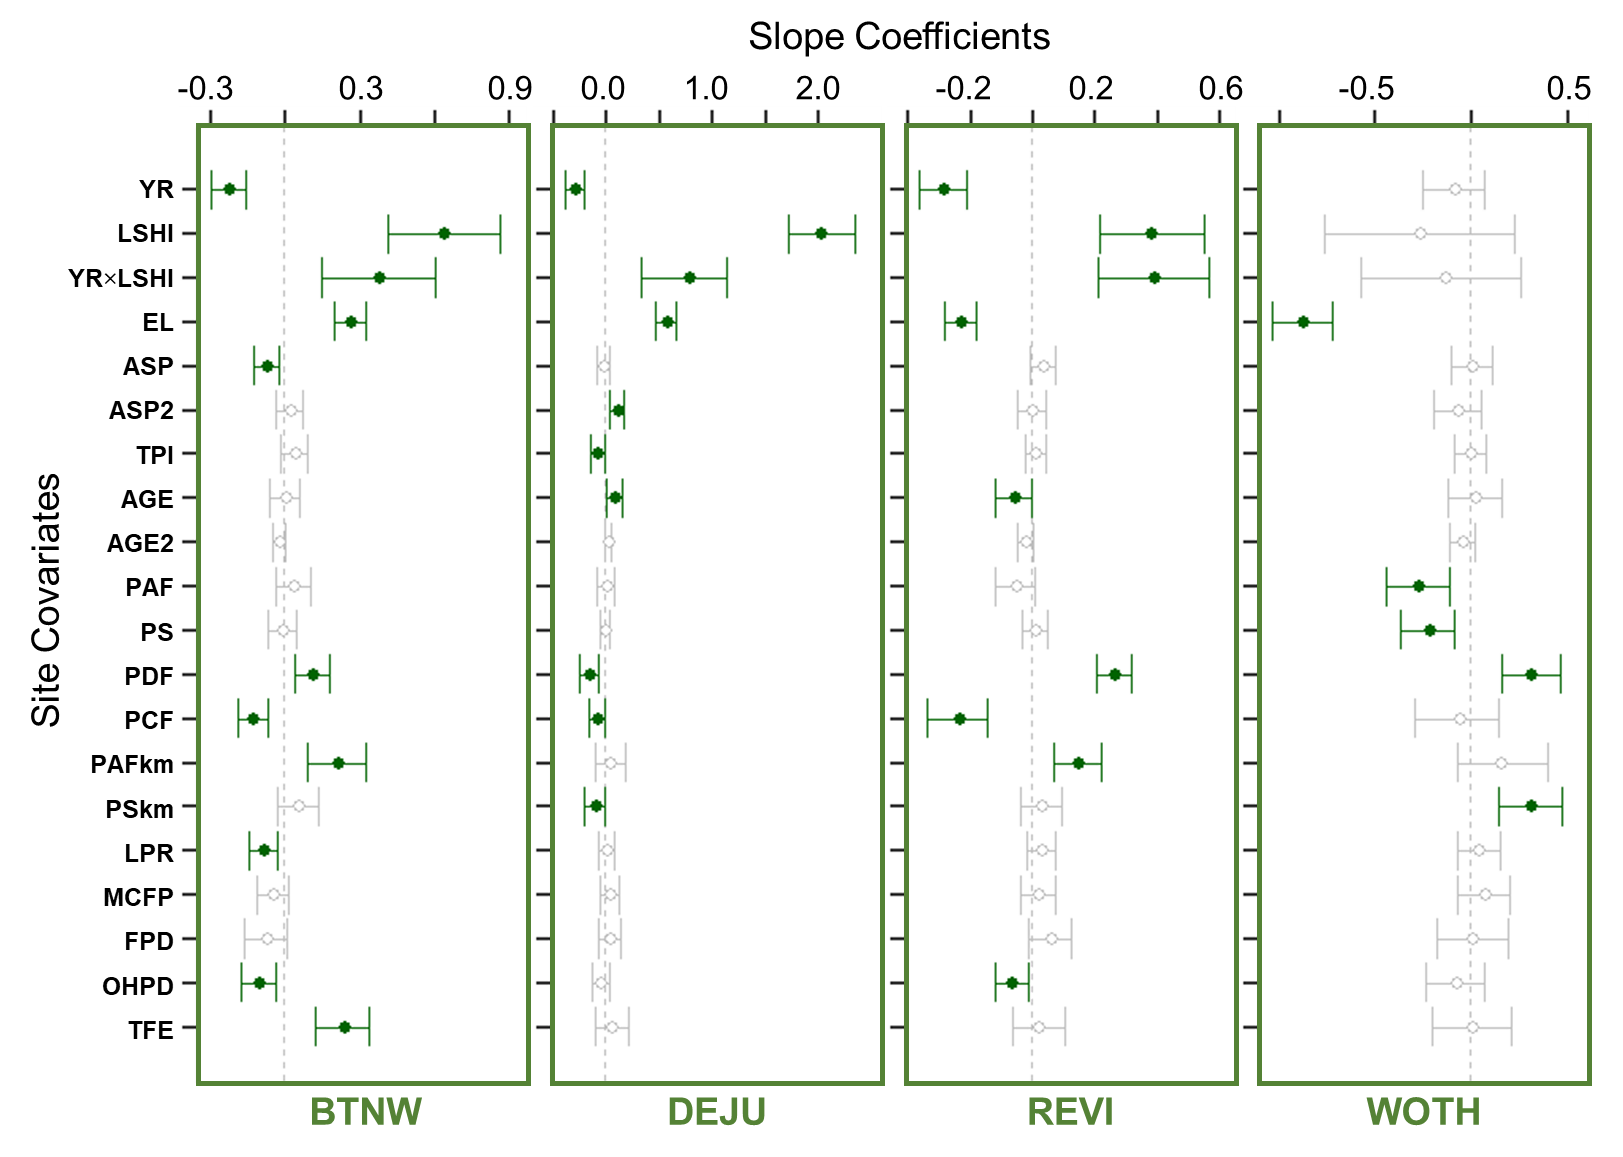 Slope Coefficients
-0.3 0.3 0.9 0.0 1.0 2.0 -0.2 0.2 0.6 -0.5 0.5
Site Covariates
YR
LSHI
YR×LSHI
EL
ASP
ASP2
TPI
AGE
AGE2
PAF
PS
PDF
PCF
PAFkm
PSkm
LPR
MCFP
FPD
OHPD
TFE
BTNW DEJU REVI WOTH